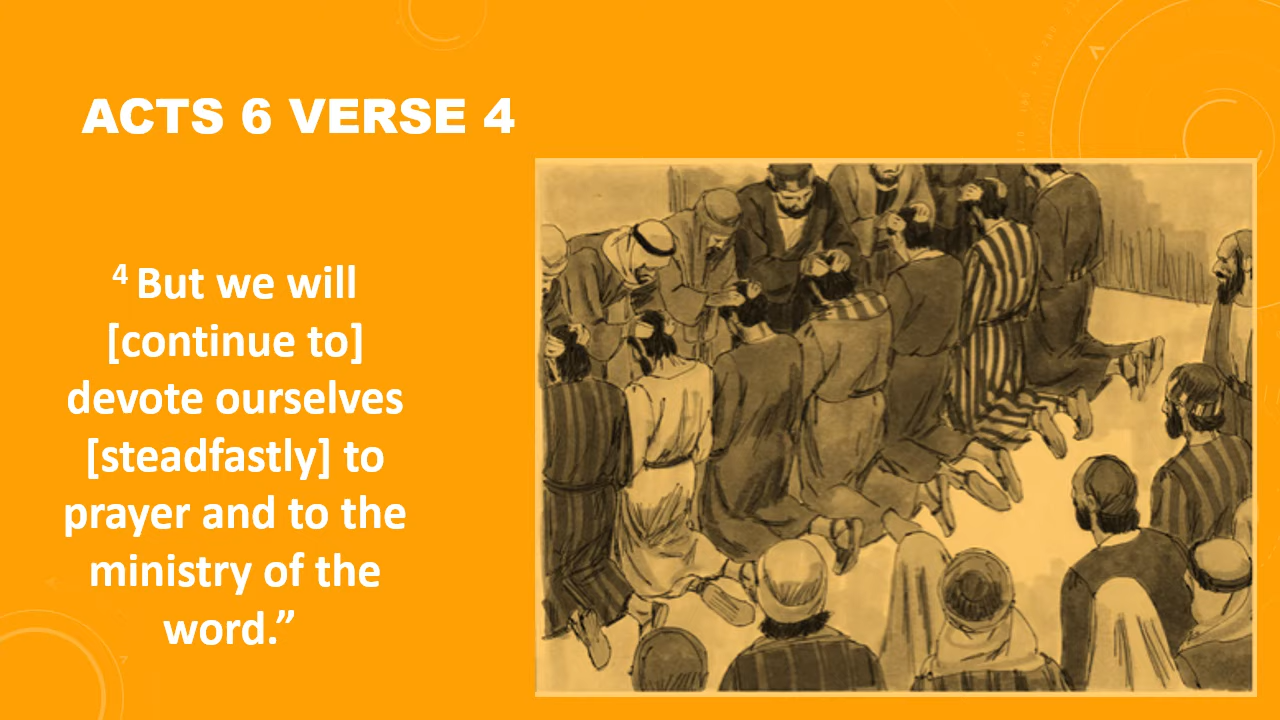 ACTS 6 VERSE 4
4 But we will
[continue to]
devote ourselves
[steadfastly] to
prayer and to the
ministry of the
word.”